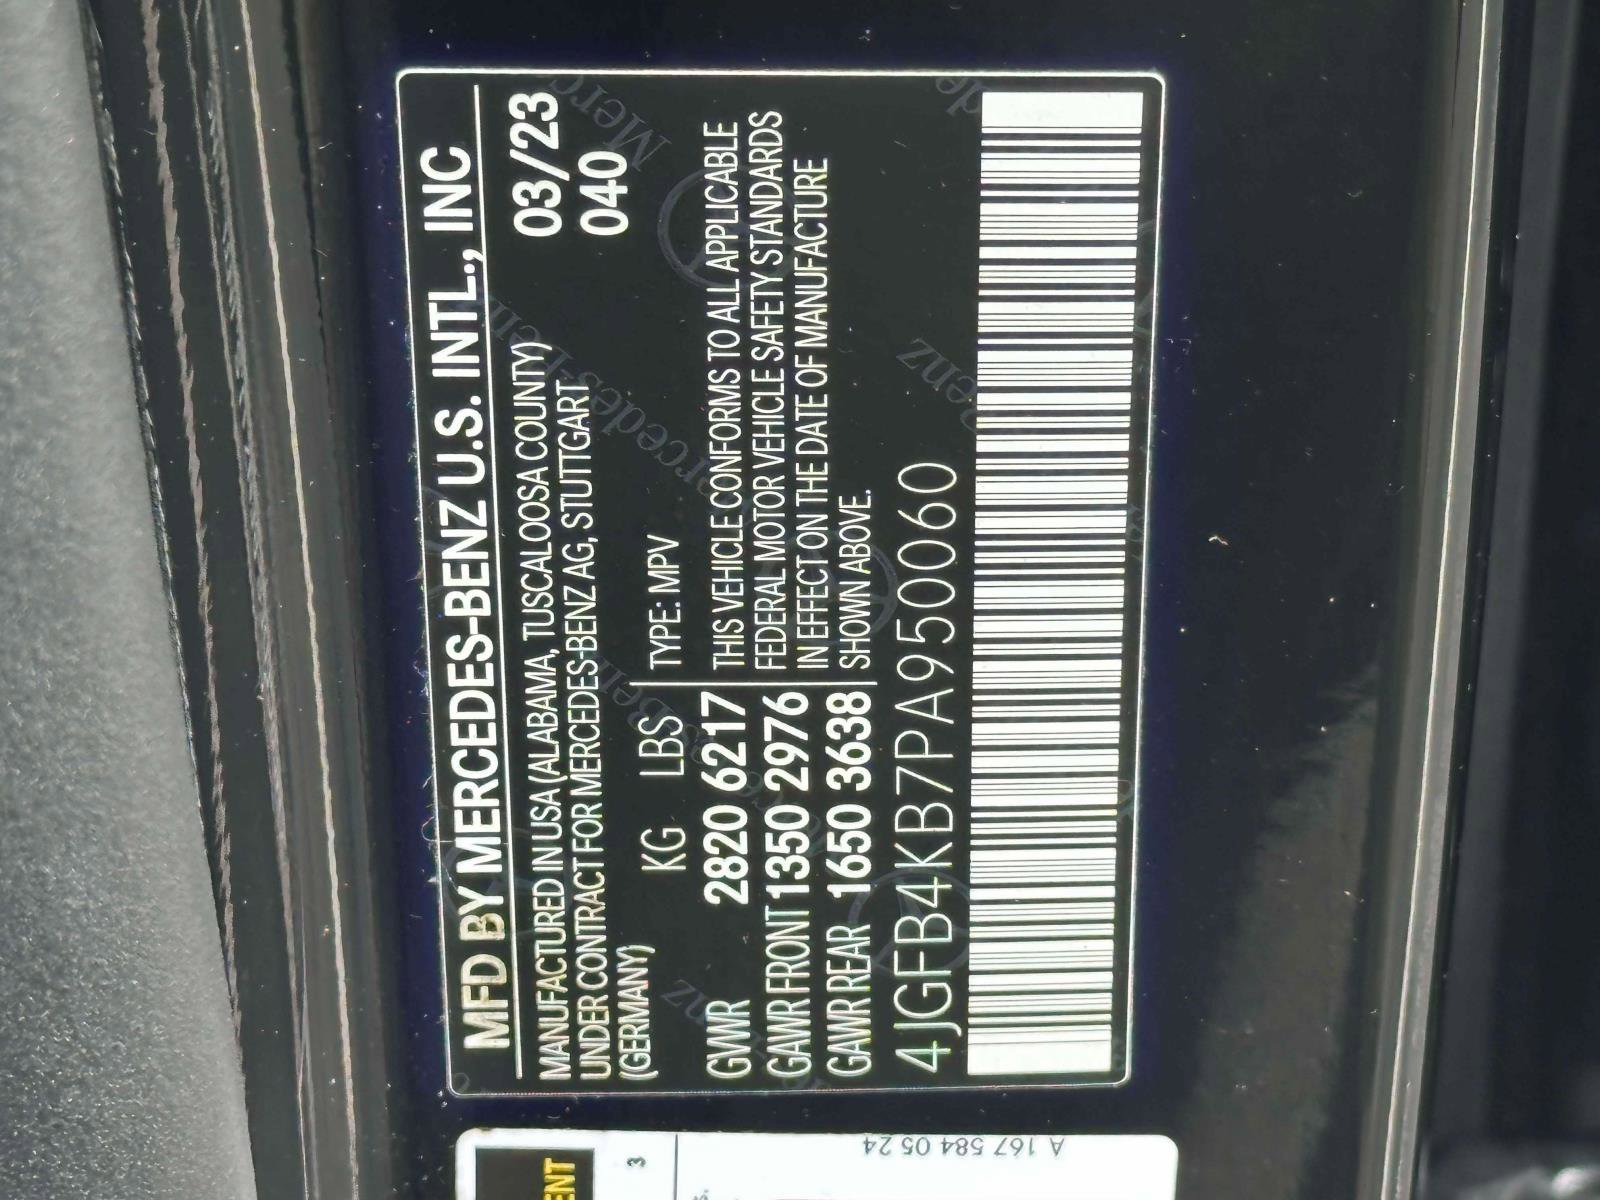 MFD BY MERCEDES-BENZ U.S. INTL., INC
MANUFACTURED IN USA (ALABAMA, TUSCALOOSA COUNTY)
03/23
UNDER CONTRACT FOR MERCEDES-BENZ AG, STUTTGART
040
(GERMANY)
KG LBS TYPE: MPV
GVWR 2820 6217 THIS VEHICLE CONFORMS TO ALL APPLICABLE
GAWR FRONT 1350 2976 FEDERAL MOTOR VEHICLE SAFETY STANDARDS
IN EFFECT ON THE DATE OF MANUFACTURE
GAWR REAR 1650 3638 SHOWN ABOVE.
4JGFB4KB7PA950060
3
A 167 584 05 24